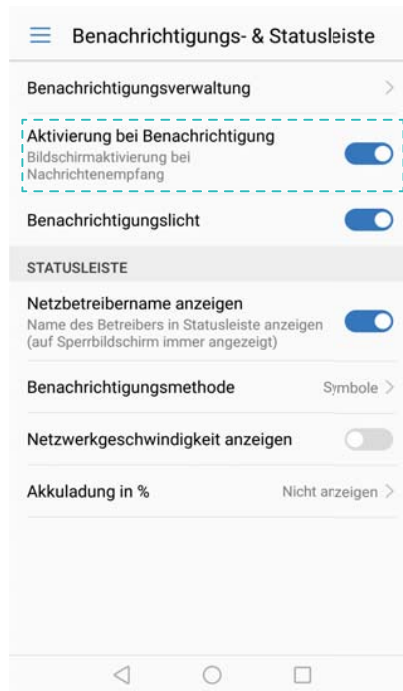 Benachrichtigungs- & Statusleiste
Benachrichtigungsverwaltung
Aktivierung bei Benachrichtigung
Bildschirmaktivierung bei
Nachrichtenempfang
Benachrichtigungslicht
STATUSLEISTE
Netzbetreibername anzeigen
Name des Betreibers in Statusleiste anzeigen
(auf Sperrbildschirm immer angezeigt)
Benachrichtigungsmethode Symbole
Netzwerkgeschwindigkeit anzeigen
Akkuladung in % Nicht anzeigen